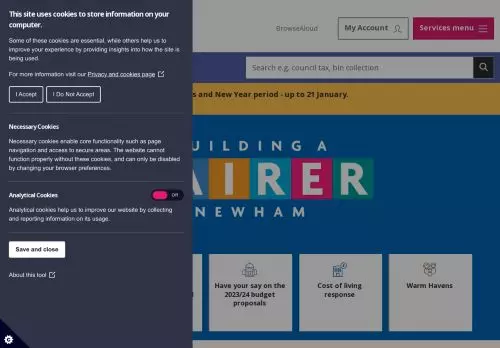 This site uses cookies to store information on your
computer.
Some of these cookies are essential, while others help us to
improve your experience by providing insights into how the site is
being used.
For more information visit our Privacy and cookies page
I Accept
I Do Not Accept
Necessary Cookies
Necessary cookies enable core functionality such as page
navigation and access to secure areas. The website cannot
function properly without these cookies, and can only be disabled
by changing your browser preferences.
Analytical Cookies
Off
Analytical cookies help us to improve our website by collecting
and reporting information on its usage.
Save and close
About this tool
BrowseAloud
My Account
Services menu
Search e.g. council tax, bin collection
s and New Year period - up to 21 January.
UILDING A
AIRER
NEWHAM
Have your say on the
2023/24 budget
proposals
Cost of living
response
Warm Havens